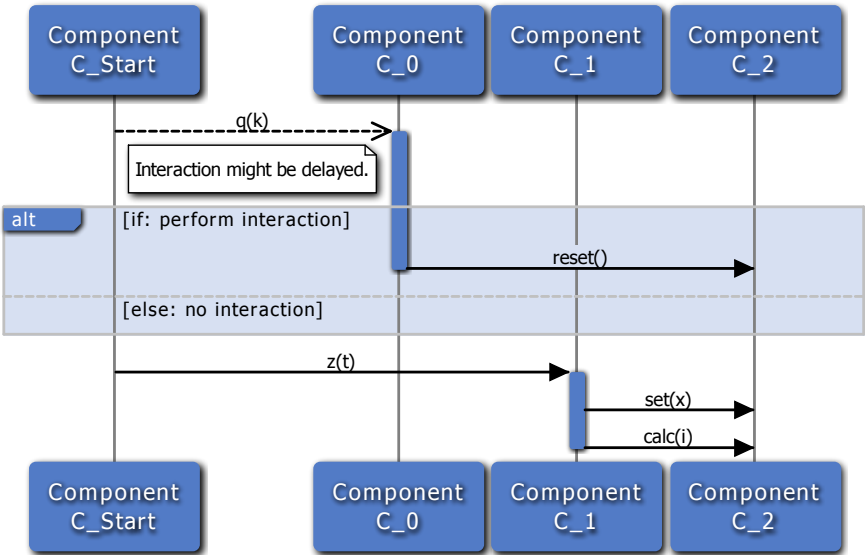 Component
C_Start
Component
C_0
Component
C_1
Component
C_2
q(k)
Interaction might be delayed.
alt
[if: perform interaction]
reset()
[else: no interaction]
z(t)
set(x)
calc(i)
Component
C_Start
Component
C_0
Component
C_1
Component
C_2